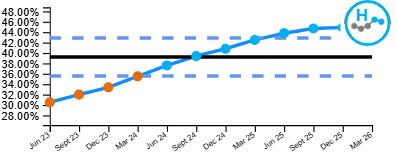 48.00%
46.00%
44.00%
42.00%
40.00%
38.00%
36.00%
34.00%
32.00%
30.00%
28.00%
H
Jun 23
Sept 23
Dec 23
Mar 24
Jun 24
Sept 24
Dec 24
Mar 25
Jun 25
Sept 25
Dec 25
Mar 26